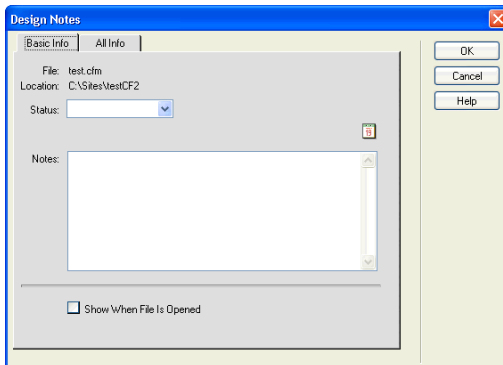 Design Notes
Basic Info
All Info
OK
File: test.cfm
Cancel
Location: C:\Sites\testCF2
Help
Status:
Notes:
Show When File Is Opened